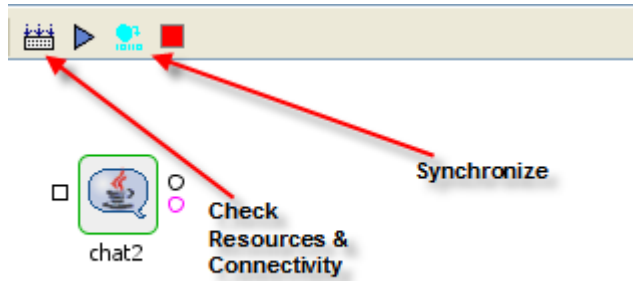 Synchronize
Check
Resources &
Connectivity
chat2